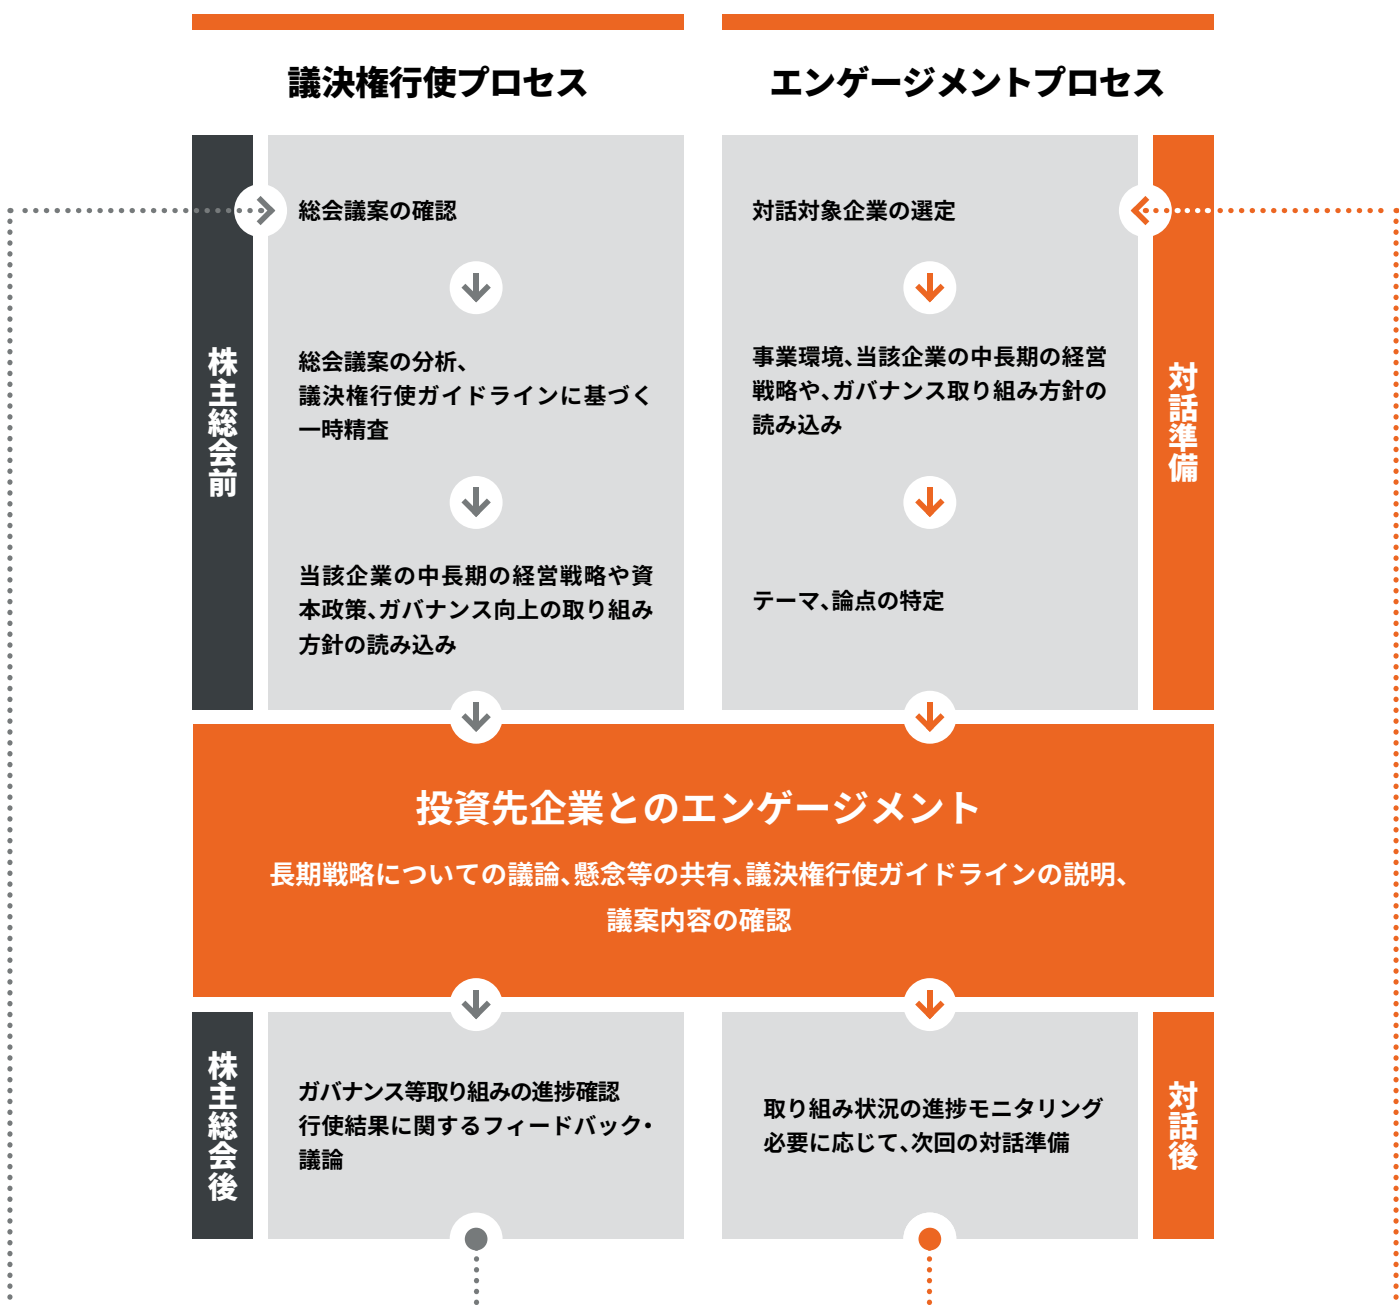 議決権行使プロセス
株主総会前
総会議案の確認
総会議案の分析、
議決権行使ガイドラインに基づく
一時精査
当該企業の中長期の経営戦略や資
本政策、ガバナンス向上の取り組み
方針の読み込み
エンゲージメントプロセス
対話対象企業の選定
事業環境、当該企業の中長期の経営
戦略や、ガバナンス取り組み方針の
読み込み
テーマ、論点の特定
対話準備
投資先企業とのエンゲージメント
長期戦略についての議論、懸念等の共有、議決権行使ガイドラインの説明、
議案内容の確認
株主総会後
ガバナンス等取り組みの進捗確認
行使結果に関するフィードバック・
議論
取り組み状況の進捗モニタリング
必要に応じて、次回の対話準備
対話後